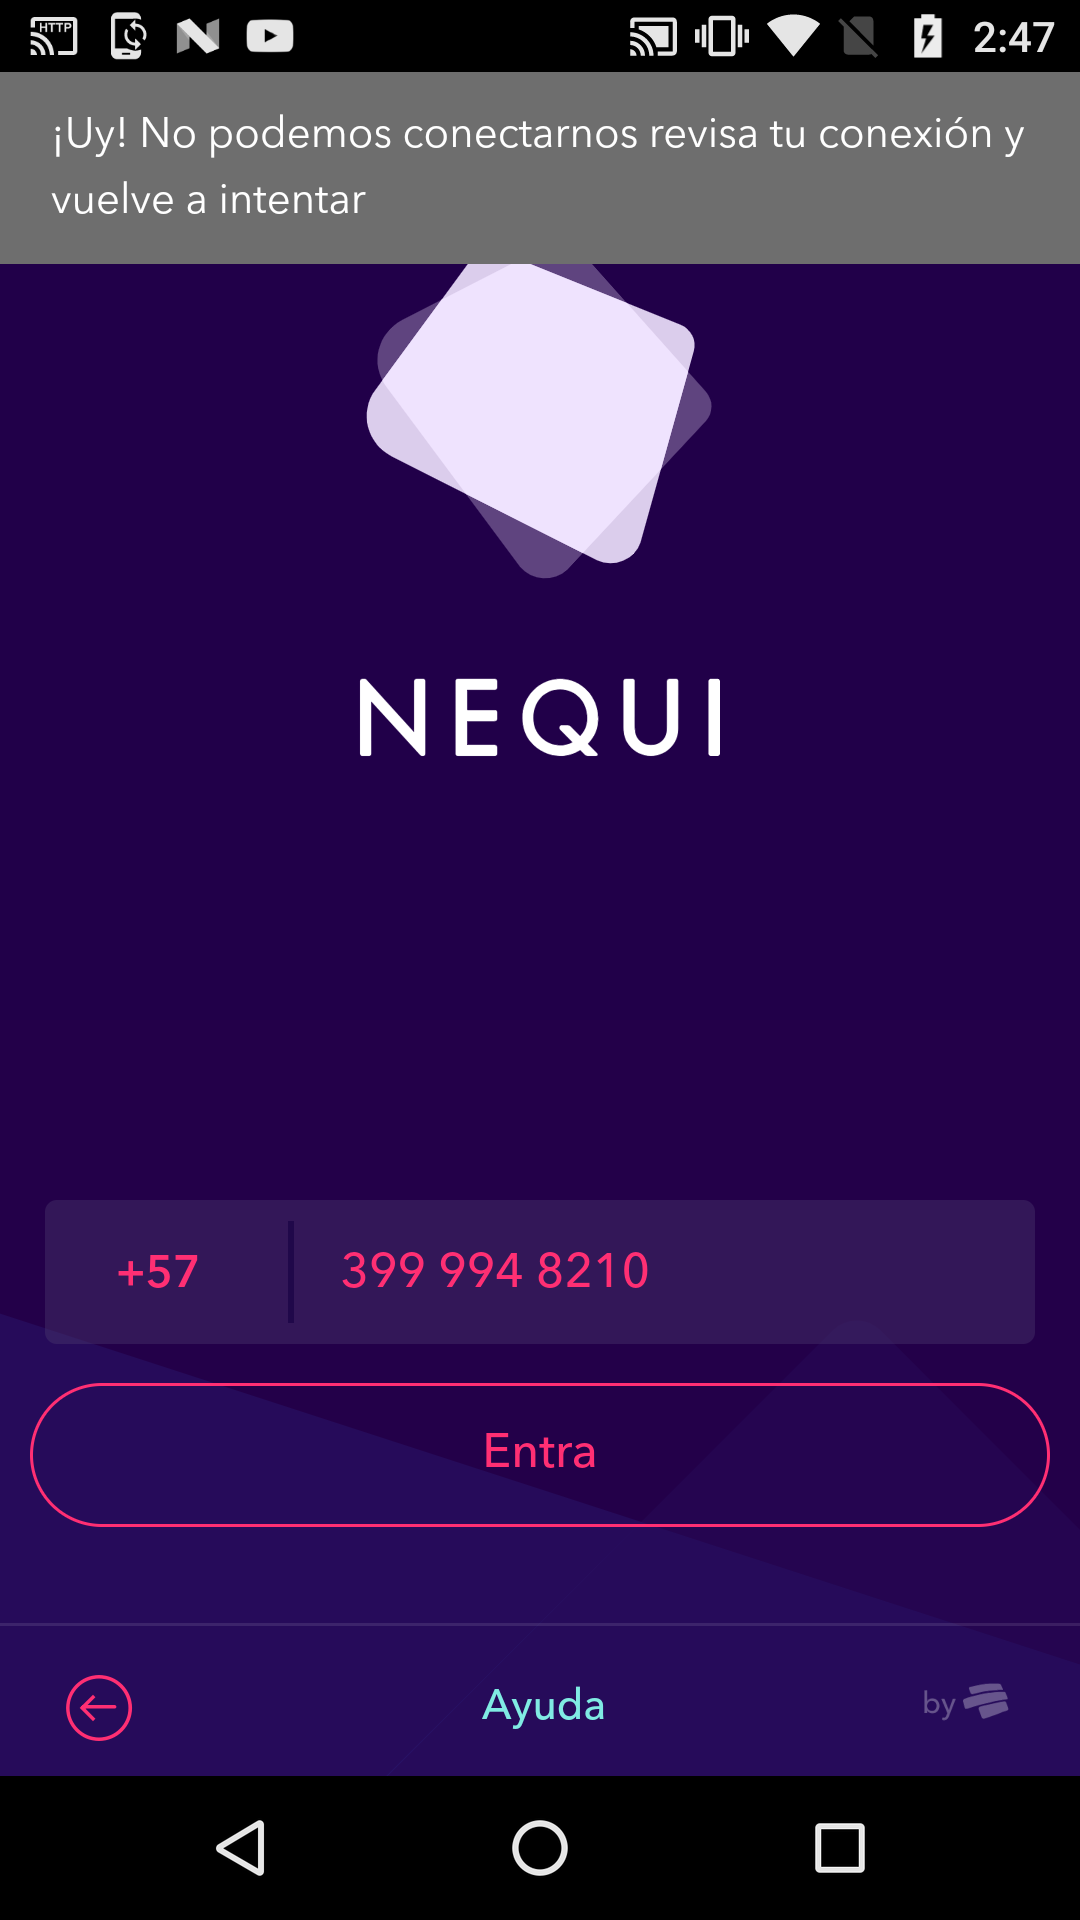 HTTP
2:47
¡Uy! No podemos conectarnos revisa tu conexión y
vuelve a intentar
NEQUI
+57
399 994 8210
Entra
Ayuda
by